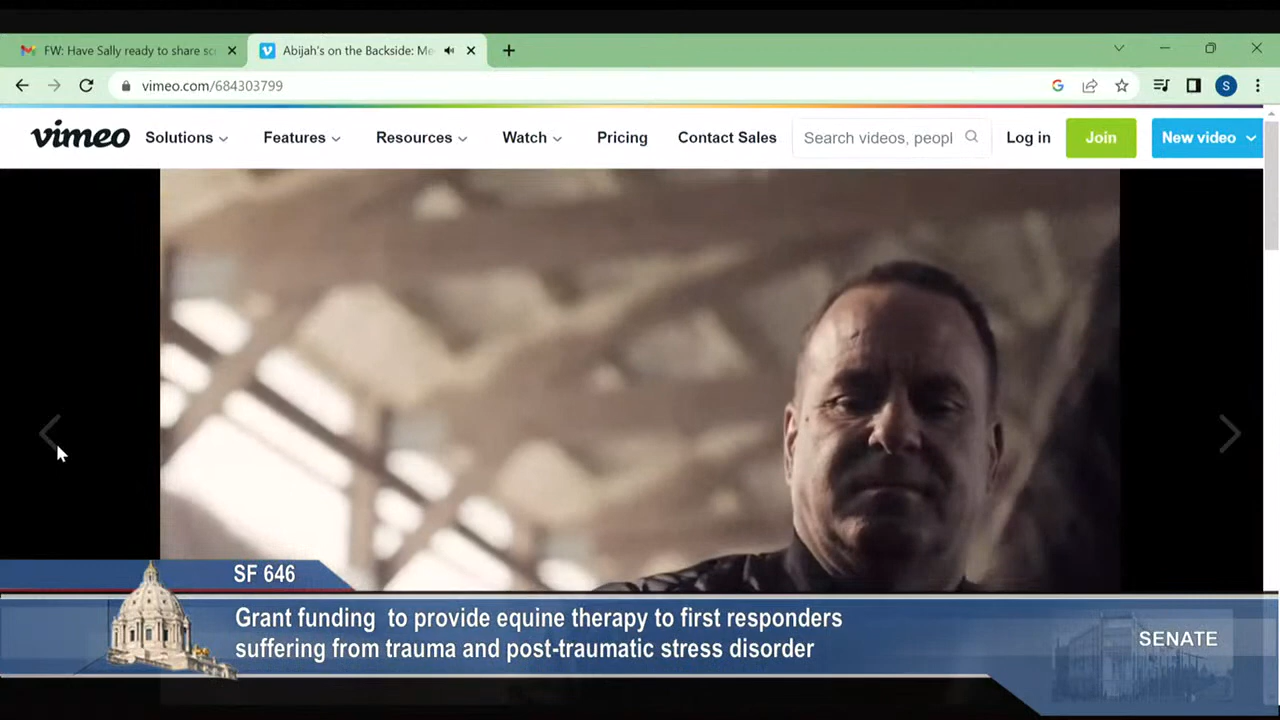 FW: Have Sally ready to share sc
Abijah's on the Backside: Me
vimeo.com/684303799
S
vimeo
Solutions
Features
Resources
Watch
Pricing
Contact Sales
Search videos, peopl
Log in
Join
New video
SF 646
Grant funding to provide equine therapy to first responders
suffering from trauma and post-traumatic stress disorder
SENATE